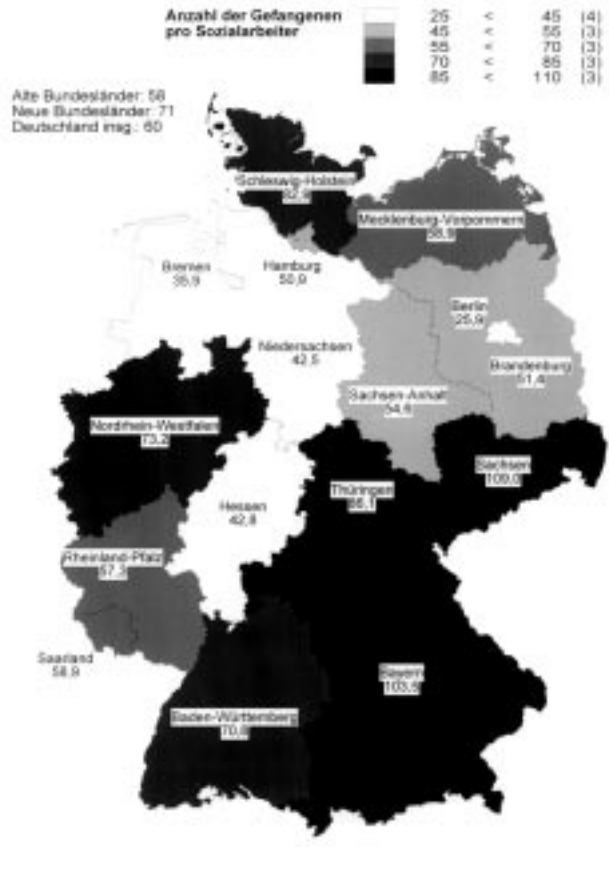 Anzahl der Gefangenen
pro Sozialarbeiter
25 < 45 (4)
45 < 55 (3)
55 < 70 (3)
70 < 85 (3)
85 < 110 (3)
Alte Bundesländer: 58
Neue Bundesländer: 71
Deutschland insg.: 60
Schleswig-Holstein
Mecklenburg-Vorpommern
Bremen
35,9
Hamburg
50,9
Berlin
25,9
Niedersachsen
42,5
Brandenburg
51,4
Sachsen-Anhalt
54,6
Nordrhein-Westfalen
73,2
Sachsen
109,0
Thüringen
86,1
Hessen
42,8
Rheinland-Pfalz
57,3
Saarland
58,9
Bayern
103,5
Baden-Württemberg
70,8